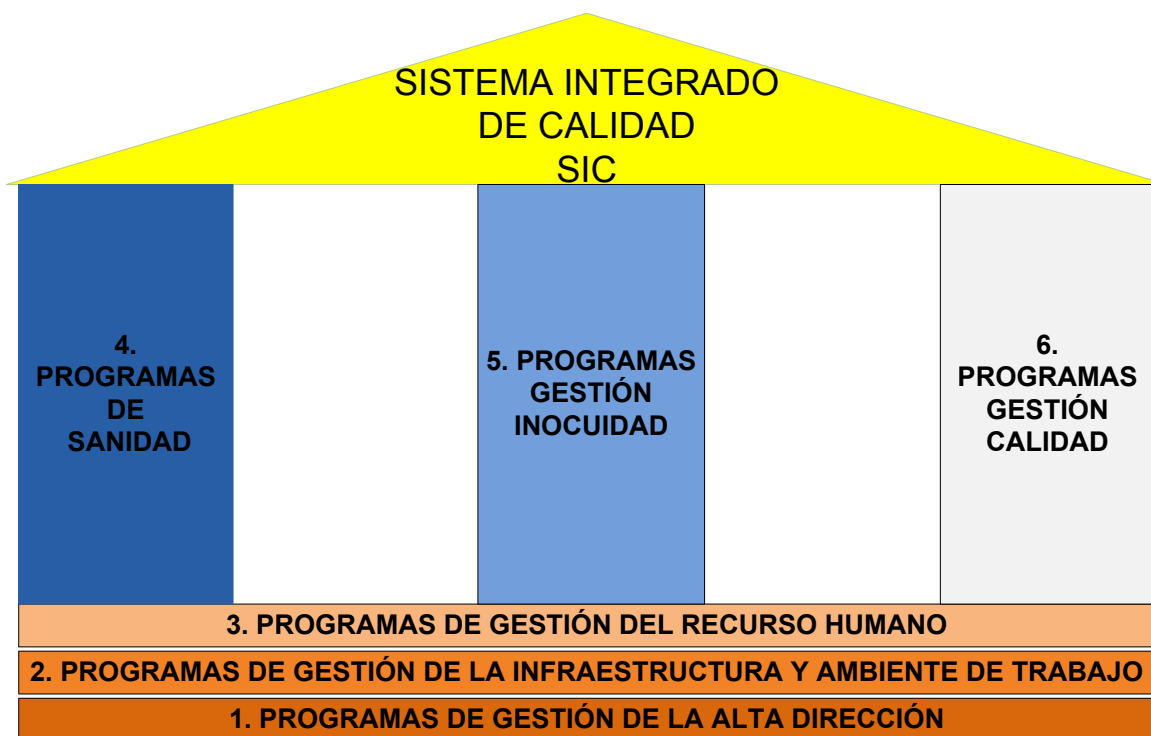 SISTEMA INTEGRADO
DE CALIDAD
SIC
4.
PROGRAMAS
DE
SANIDAD
5. PROGRAMAS
GESTIÓN
INOCUIDAD
6.
PROGRAMAS
GESTIÓN
CALIDAD
3. PROGRAMAS DE GESTIÓN DEL RECURSO HUMANO
2. PROGRAMAS DE GESTIÓN DE LA INFRAESTRUCTURA Y AMBIENTE DE TRABAJO
1. PROGRAMAS DE GESTIÓN DE LA ALTA DIRECCIÓN